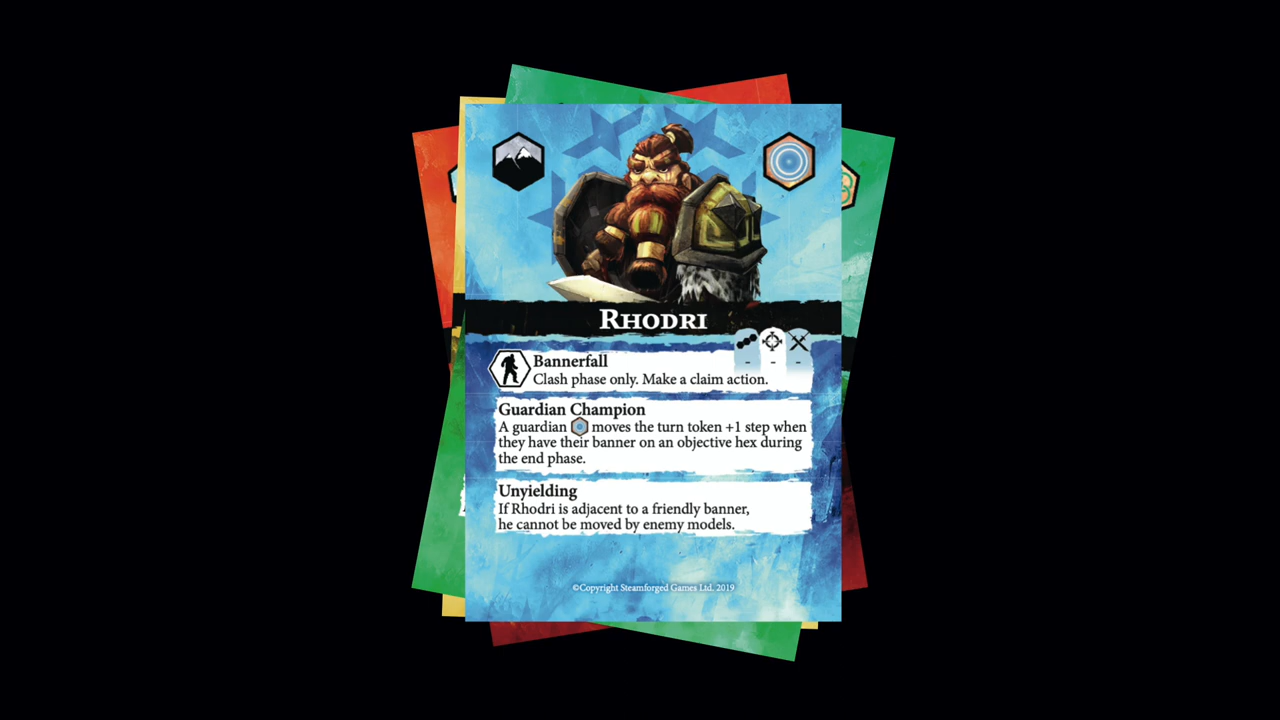 RHODRI
Bannerfall
- - -
Clash phase only. Make a claim action.
Guardian Champion
A guardian moves the turn token +1 step when
they have their banner on an objective hex during
the end phase.
Unyielding
If Rhodri is adjacent to a friendly banner,
he cannot be moved by enemy models.
©Copyright Steamforged Games Ltd. 2019